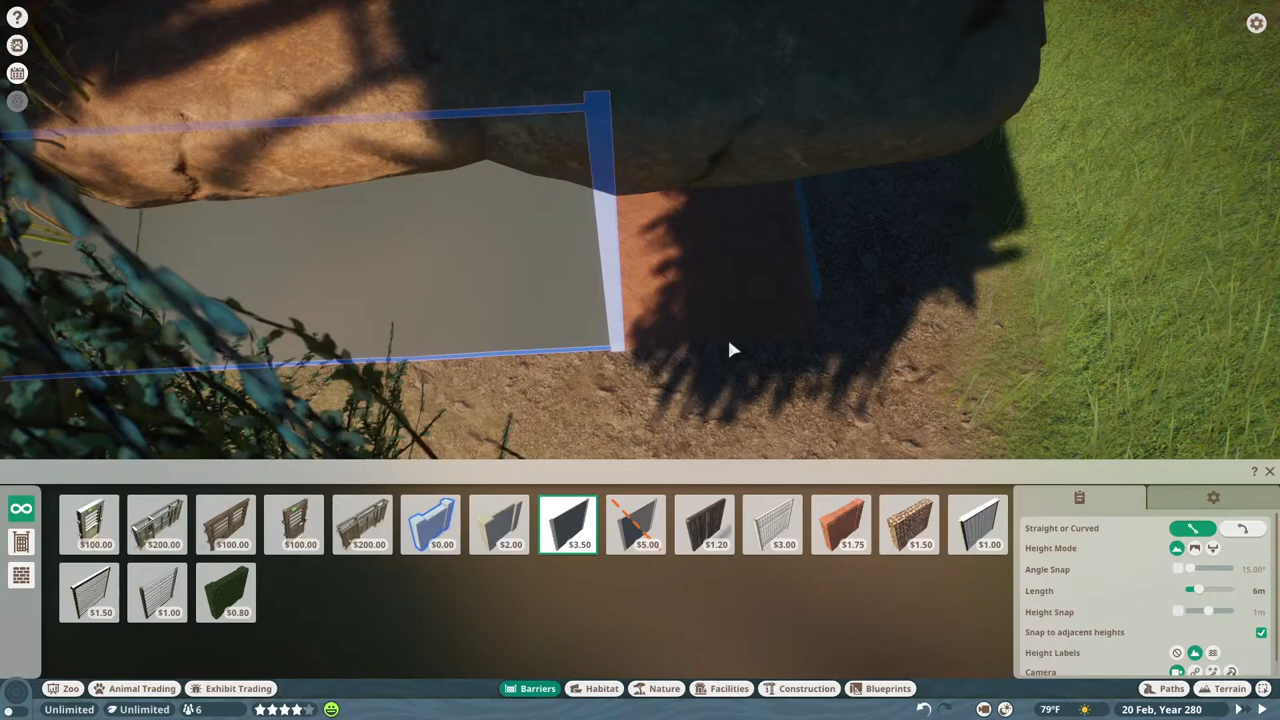 $100.00 $200.00 $100.00 $100.00 $200.00 $0.00 $2.00 $3.50 $5.00 $1.20 $3.00 $1.75 $1.50 $1.00
$1.50 $1.00 $0.80
? ×
Straight or Curved
Height Mode
Angle Snap 15.00°
Length 6m
Height Snap 1m
Snap to adjacent heights
Height Labels
Camera
Zoo Animal Trading Exhibit Trading Barriers Habitat Nature Facilities Construction Blueprints Paths Terrain
Unlimited Unlimited 6 79°F 20 Feb, Year 280